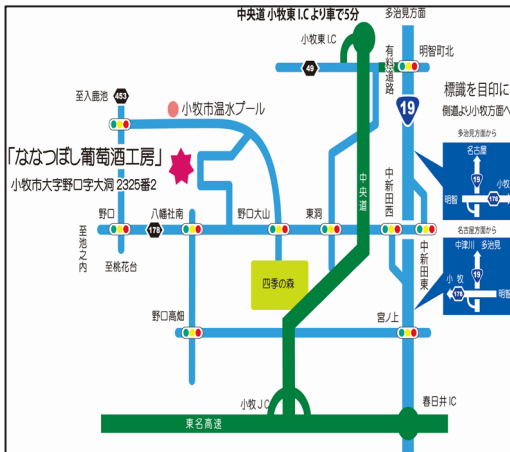 中央道 小牧東I.Cより車で5分
多治見方面
小牧東I.C
有料道路
明智町北
49
至入鹿池
453
小牧市温水プール
19
標識を目印に
側道より小牧方面へ
「ななつぼし葡萄酒工房」
小牧市大字野口字大洞 2325番2
中央道
中新田西
多治見方面から
名古屋
19
明智
178
小牧
野口
178
八幡社南
野口大山
東洞
至池之内
至桃花台
四季の森
中新田東
名古屋方面から
中津川 多治見
19
小牧
178
明智
野口高畑
宮ノ上
小牧JC
春日井IC
東名高速